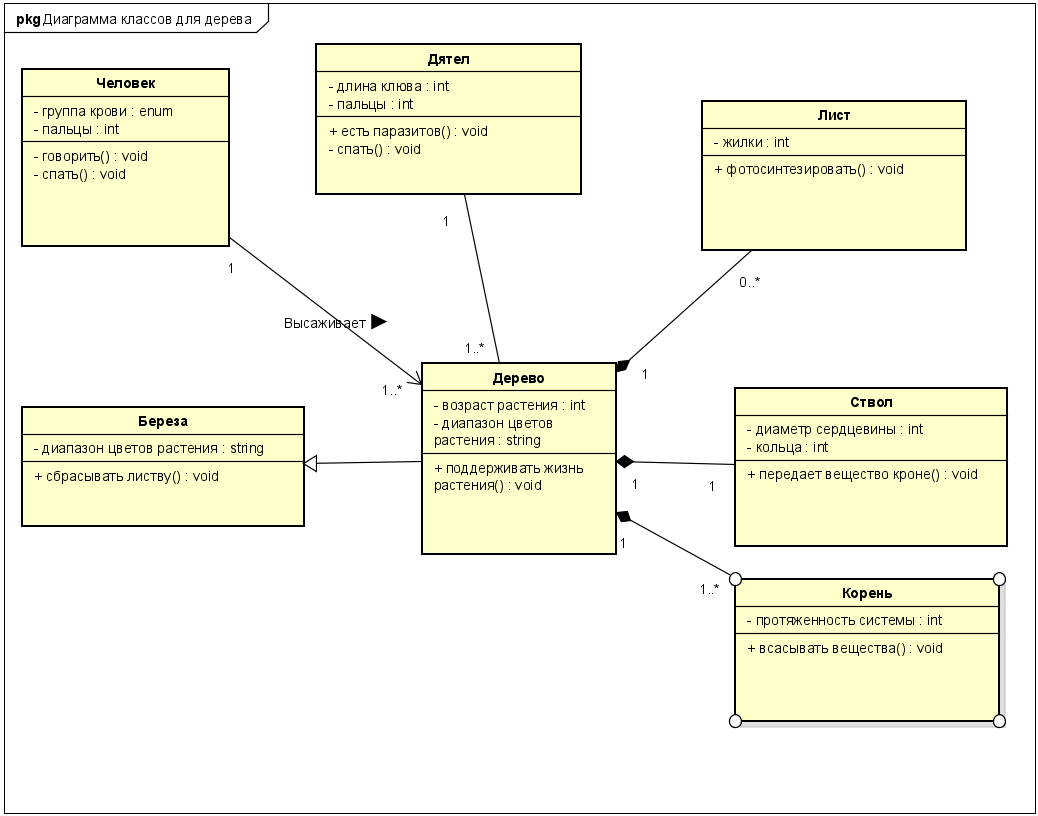 pkg Диаграмма классов для дерева
Человек
- группа крови : enum
- пальцы : int
- говорить() : void
- спать() : void
Дятел
- длина клюва : int
- пальцы : int
+ есть паразитов() : void
- спать() : void
Лист
- жилки : int
+ фотосинтезировать() : void
1
1
0..*
Высаживает
1..*
1..*
1
Дерево
- возраст растения : int
- диапазон цветов
растения : string
+ поддерживать жизнь
растения() : void
Береза
- диапазон цветов растения : string
+ сбрасывать листву() : void
Ствол
- диаметр сердцевины : int
- кольца : int
+ передает вещество кроне() : void
1
1
1
1..*
Корень
- протяженность системы : int
+ всасывать вещества() : void